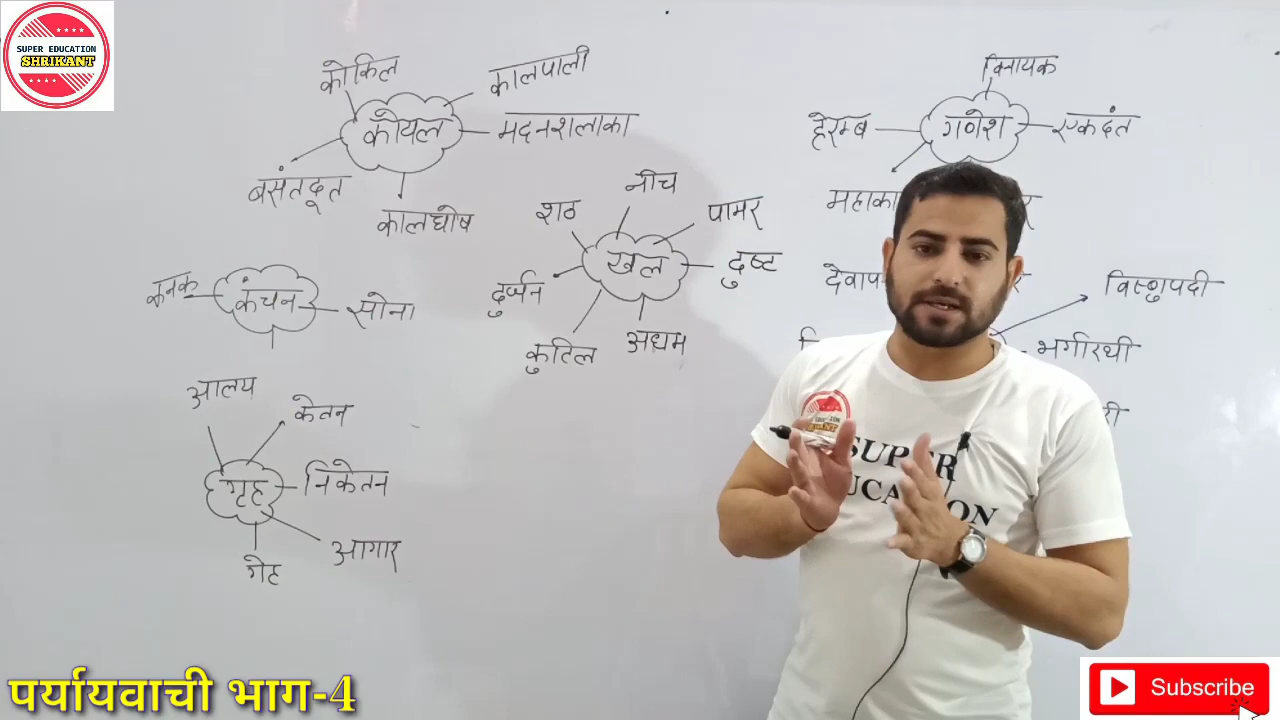 SUPER EDUCATION
SHRIKANT
कोकिल
कालपाली
कोयल
मदनशलाका
बसंतदूत
कालघोष
विनायक
हेरम्ब
गणेश
एकदंत
नीच
शठ
पामर
खल
दुष्ट
दुर्जन
कुटिल
अधम
कनक
कंचन
सोना
विष्णुपदी
भगीरथी
आलय
केतन
गृह
निकेतन
आगार
गेह
SUPER
EDUCATION
पर्यायवाची भाग-4
Subscribe